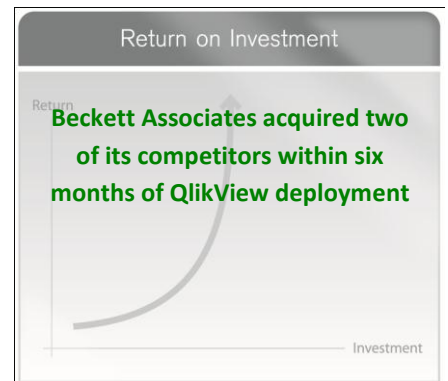 Return on Investment
Return
Beckett Associates acquired two
of its competitors within six
months of QlikView deployment
Investment